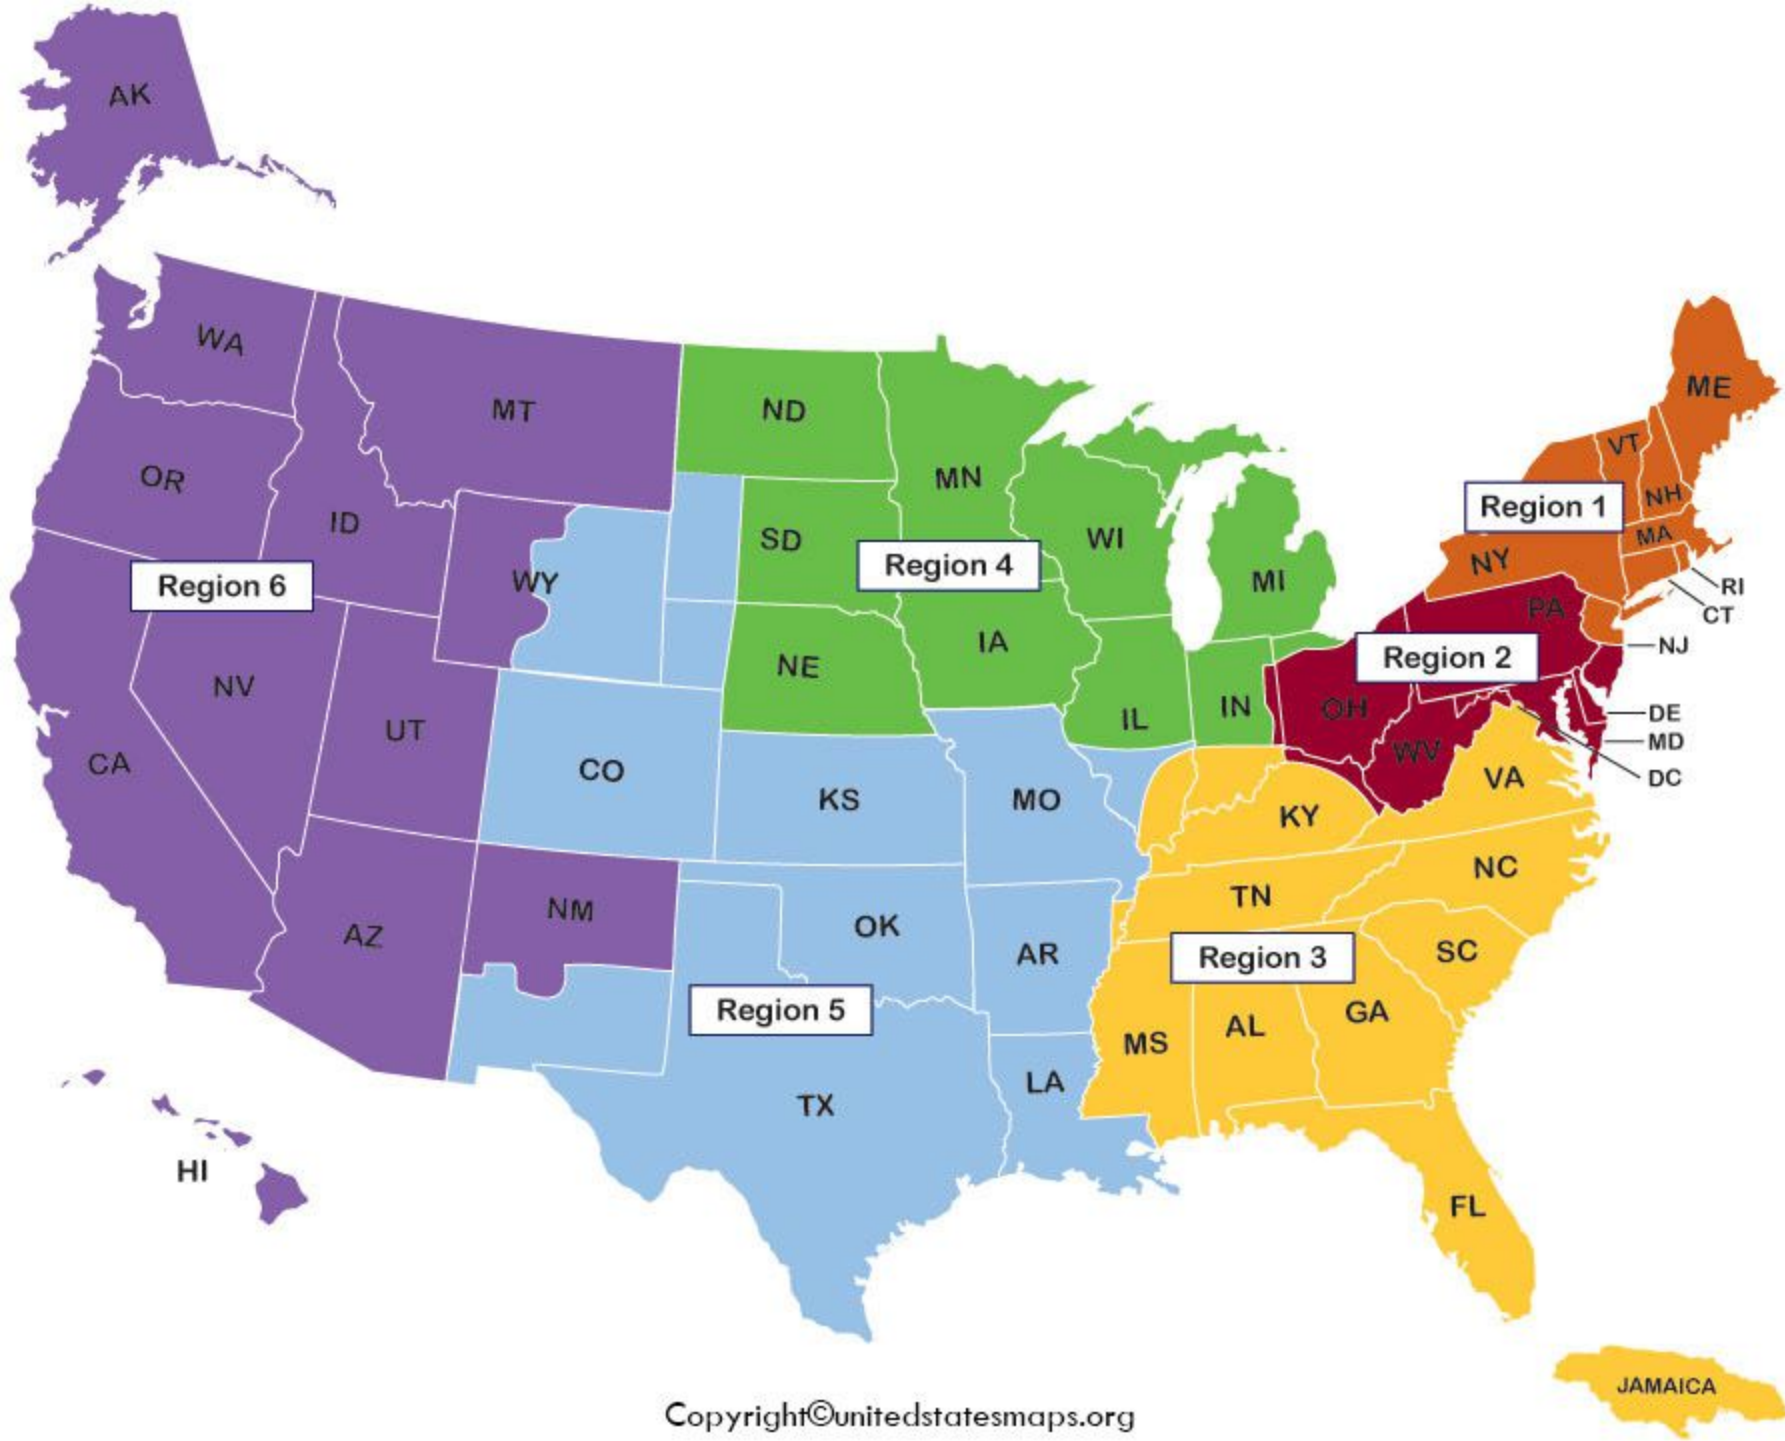 AK
WA
MT
ND
ME
OR
ID
MN
VT
NH
Region 1
SD
WI
MA
Region 4
NY
MI
Region 6
WY
RI
CT
PA
IA
NJ
Region 2
NE
NV
UT
IL
IN
OH
DE
WV
MD
CA
CO
KS
MO
KY
VA
DC
NC
TN
NM
AZ
OK
AR
Region 3
SC
Region 5
GA
AL
MS
LA
TX
HI
FL
JAMAICA
Copyright©unitedstatesmaps.org